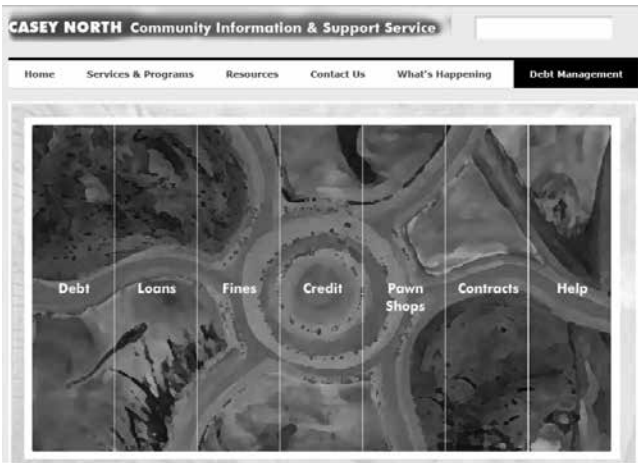 CASEY NORTH Community Information & Support Service
Home Services & Programs Resources Contact Us What's Happening Debt Management
Debt Loans Fines Credit Pawn Shops Contracts Help